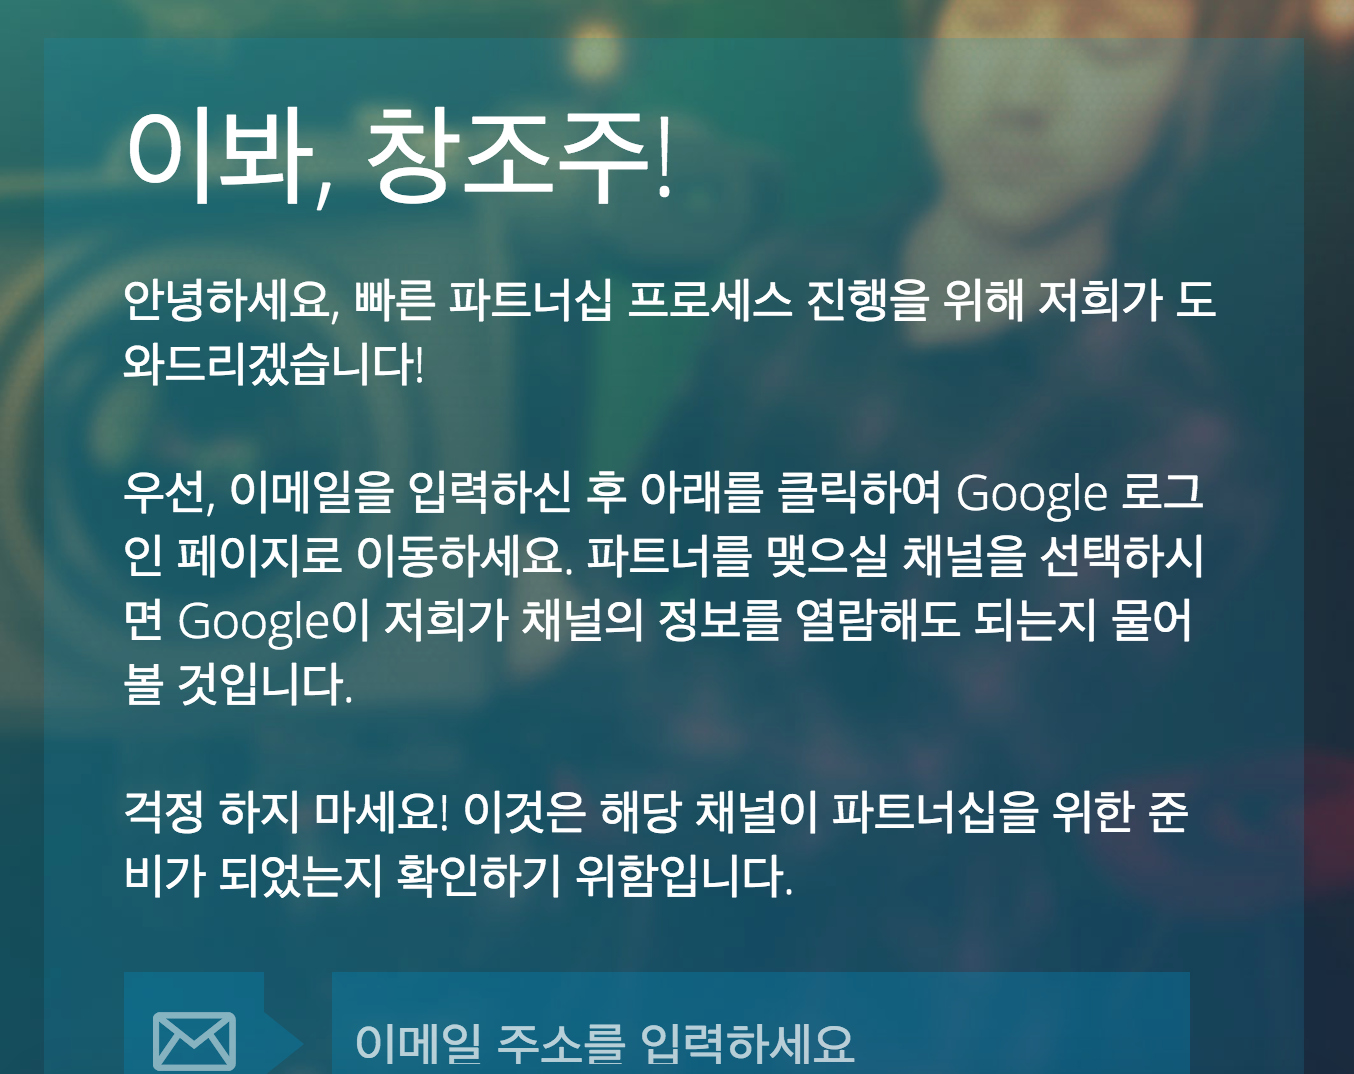 이봐, 창조주!
안녕하세요, 빠른 파트너십 프로세스 진행을 위해 저희가 도
와드리겠습니다!
우선, 이메일을 입력하신 후 아래를 클릭하여 Google 로그
인 페이지로 이동하세요. 파트너를 맺으실 채널을 선택하시
면 Google이 저희가 채널의 정보를 열람해도 되는지 물어
볼 것입니다.
걱정 하지 마세요! 이것은 해당 채널이 파트너십을 위한 준
비가 되었는지 확인하기 위함입니다.
이메일 주소를 입력하세요